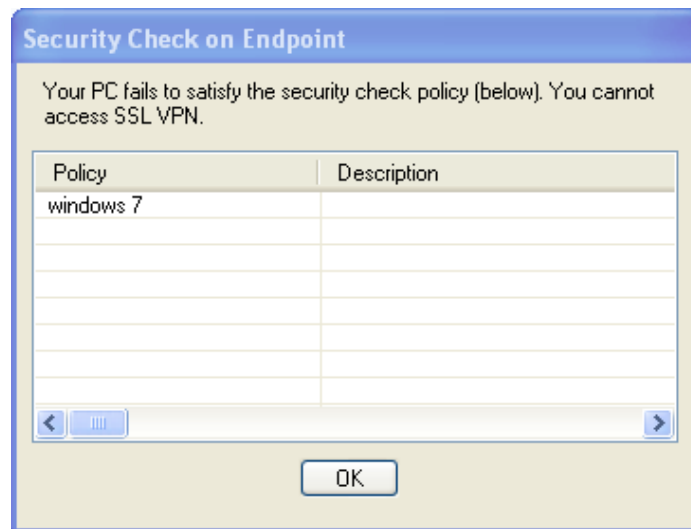 Security Check on Endpoint
Your PC fails to satisfy the security check policy (below). You cannot
access SSL VPN.
Policy Description
windows 7
OK